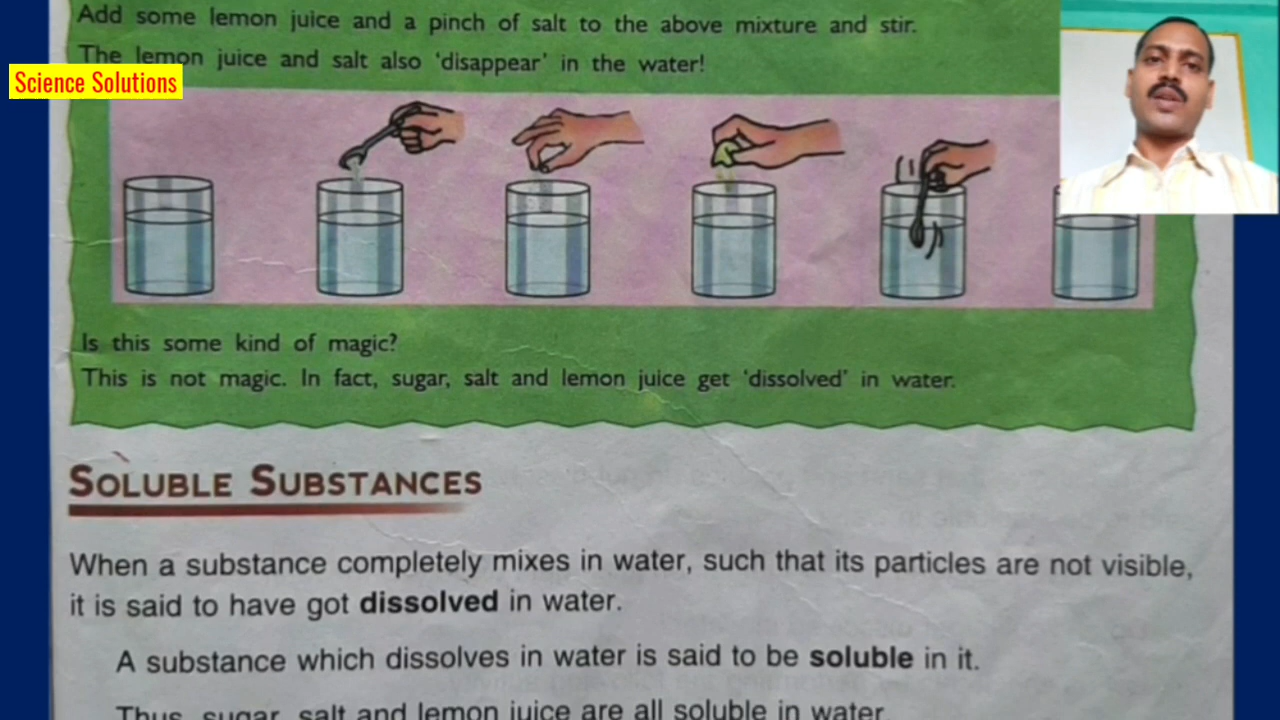 Add some lemon juice and a pinch of salt to the above mixture and stir.
The lemon juice and salt also 'disappear' in the water!
Science Solutions
Is this some kind of magic?
This is not magic. In fact, sugar, salt and lemon juice get 'dissolved' in water.
SOLUBLE SUBSTANCES
When a substance completely mixes in water, such that its particles are not visible,
it is said to have got dissolved in water.
A substance which dissolves in water is said to be soluble in it.
Thus, sugar, salt and lemon juice are all soluble in water.